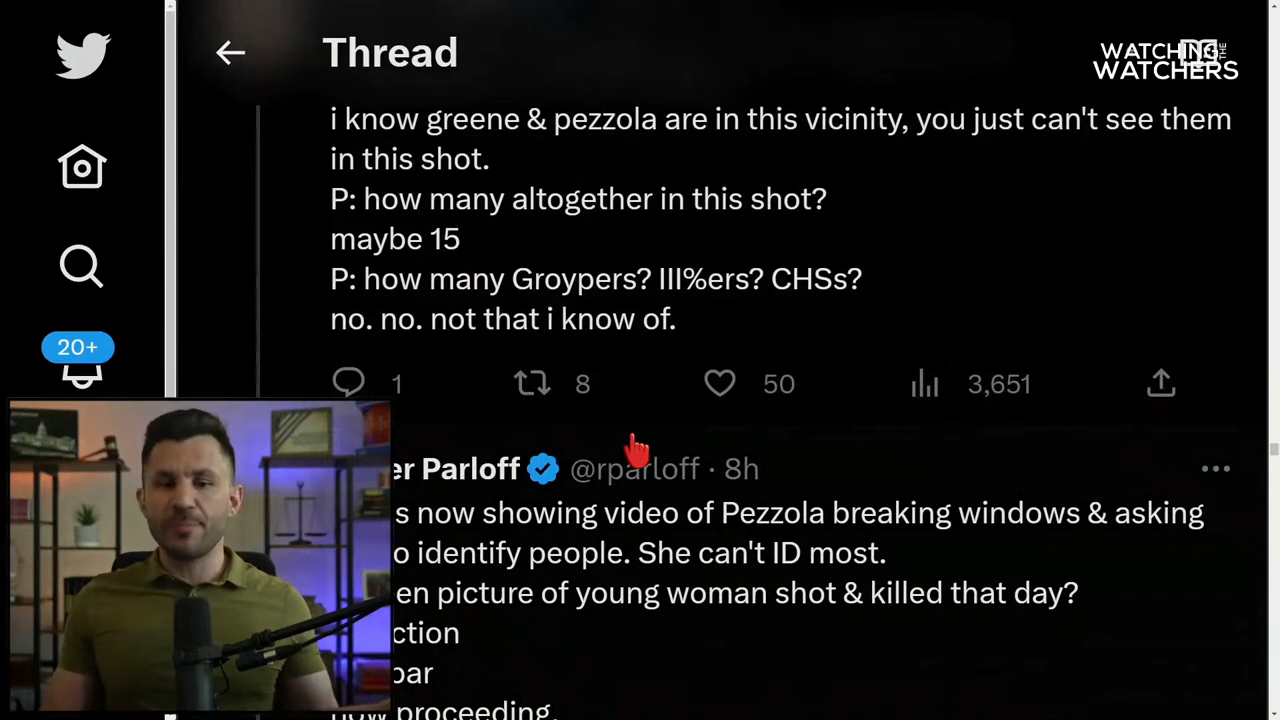 Thread
WATCHING THE
WATCHERS
i know greene & pezzola are in this vicinity, you just can't see them
in this shot.
P: how many altogether in this shot?
maybe 15
P: how many Groypers? III%ers? CHSs?
no. no. not that i know of.
20+
1 8 50 3,651
er Parloff @rparloff · 8h
s now showing video of Pezzola breaking windows & asking
o identify people. She can't ID most.
en picture of young woman shot & killed that day?
ction
bar
now proceeding.